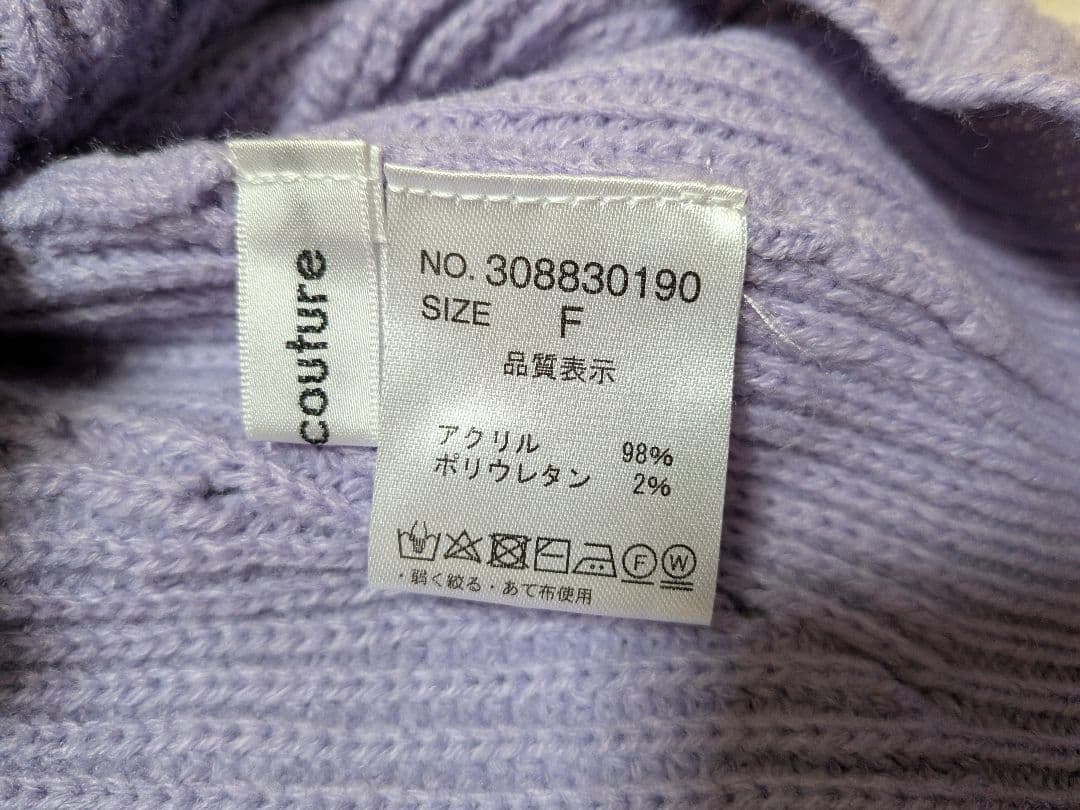 couture
NO. 308830190
SIZE F
品質表示
アクリル 98%
ポリウレタン 2%
F W
・弱く絞る・あて布使用